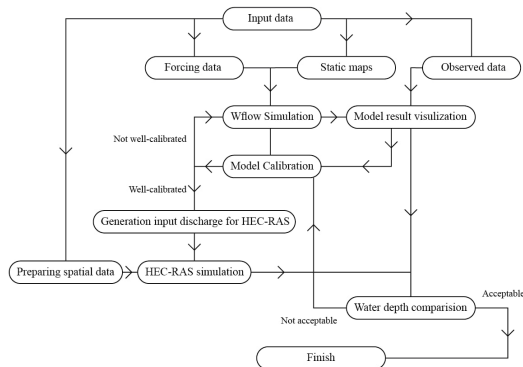 Input data
Forcing data
Static maps
Observed data
Wflow Simulation
Model result visulization
Not well-calibrated
Model Calibration
Well-calibrated
Generation input discharge for HEC-RAS
Preparing spatial data
HEC-RAS simulation
Acceptable
Water depth comparision
Not acceptable
Finish